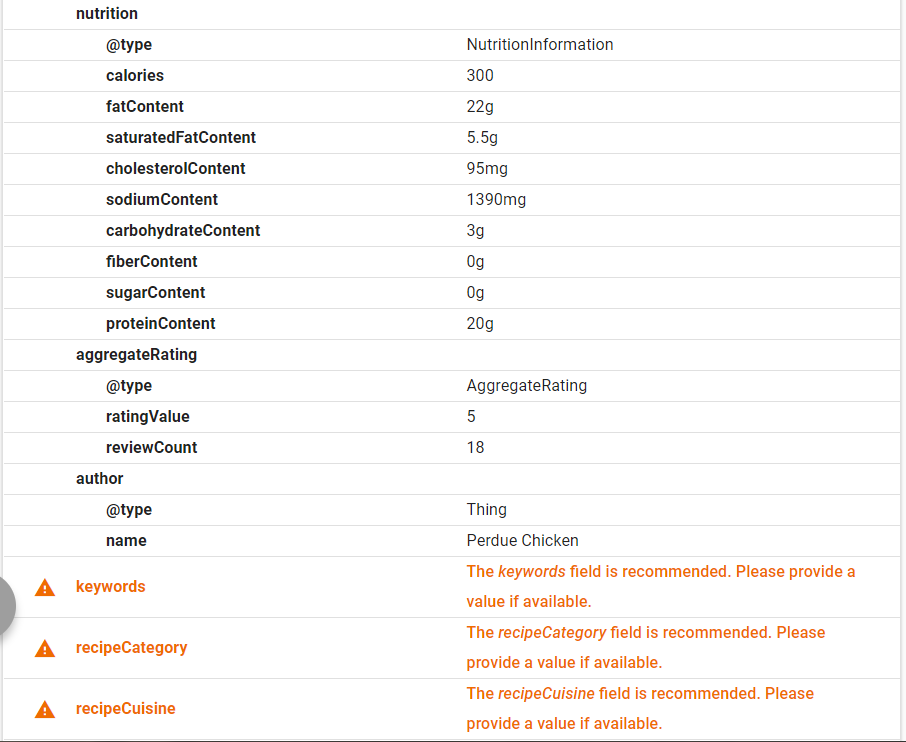 nutrition
@type NutritionInformation
calories 300
fatContent 22g
saturatedFatContent 5.5g
cholesterolContent 95mg
sodiumContent 1390mg
carbohydrateContent 3g
fiberContent 0g
sugarContent 0g
proteinContent 20g
aggregateRating
@type AggregateRating
ratingValue 5
reviewCount 18
author
@type Thing
name Perdue Chicken
keywords The keywords field is recommended. Please provide a
value if available.
recipeCategory The recipeCategory field is recommended. Please
provide a value if available.
recipeCuisine The recipeCuisine field is recommended. Please
provide a value if available.